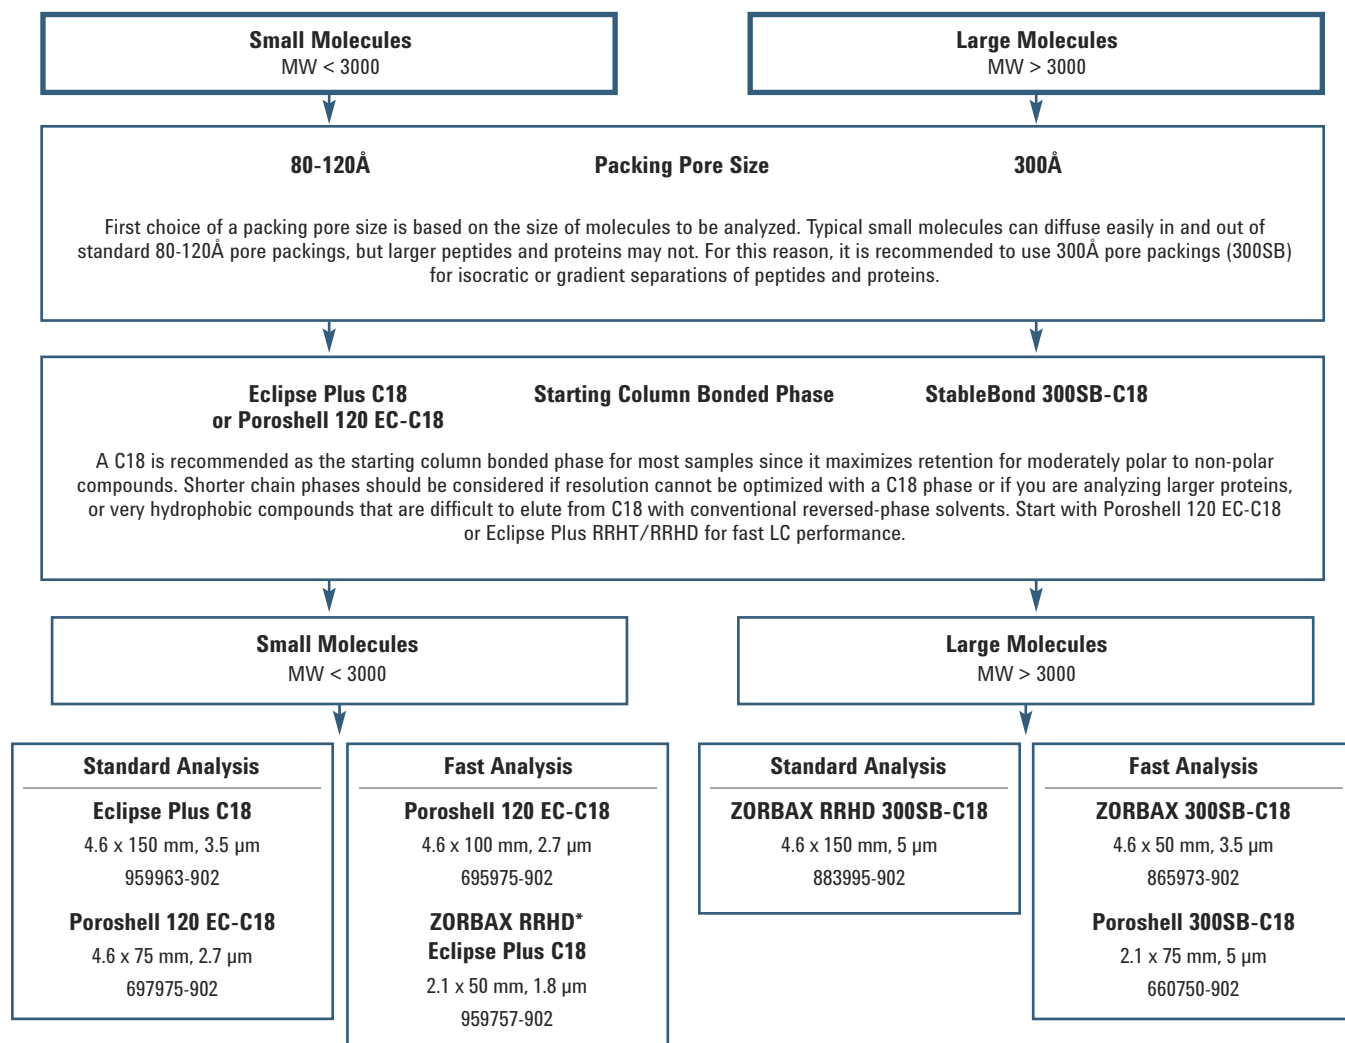 Small Molecules
MW < 3000
Large Molecules
MW > 3000
80-120Å
Packing Pore Size
300Å
First choice of a packing pore size is based on the size of molecules to be analyzed. Typical small molecules can diffuse easily in and out of
standard 80-120Å pore packings, but larger peptides and proteins may not. For this reason, it is recommended to use 300Å pore packings (300SB)
for isocratic or gradient separations of peptides and proteins.
Eclipse Plus C18
or Poroshell 120 EC-C18
Starting Column Bonded Phase
StableBond 300SB-C18
A C18 is recommended as the starting column bonded phase for most samples since it maximizes retention for moderately polar to non-polar
compounds. Shorter chain phases should be considered if resolution cannot be optimized with a C18 phase or if you are analyzing larger proteins,
or very hydrophobic compounds that are difficult to elute from C18 with conventional reversed-phase solvents. Start with Poroshell 120 EC-C18
or Eclipse Plus RRHT/RRHD for fast LC performance.
Small Molecules
MW < 3000
Large Molecules
MW > 3000
Standard Analysis
Eclipse Plus C18
4.6 x 150 mm, 3.5 µm
959963-902
Poroshell 120 EC-C18
4.6 x 75 mm, 2.7 µm
697975-902
Fast Analysis
Poroshell 120 EC-C18
4.6 x 100 mm, 2.7 µm
695975-902
ZORBAX RRHD*
Eclipse Plus C18
2.1 x 50 mm, 1.8 µm
959757-902
Standard Analysis
ZORBAX RRHD 300SB-C18
4.6 x 150 mm, 5 µm
883995-902
Fast Analysis
ZORBAX 300SB-C18
4.6 x 50 mm, 3.5 µm
865973-902
Poroshell 300SB-C18
2.1 x 75 mm, 5 µm
660750-902